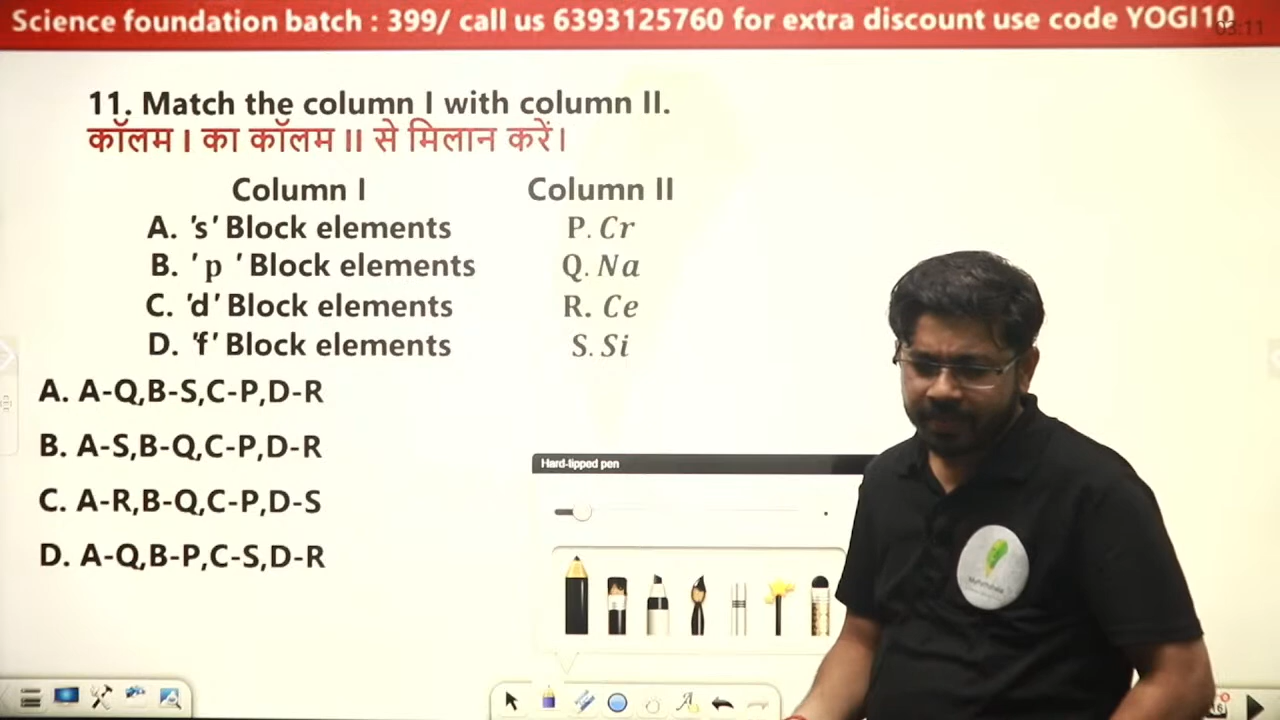 Science foundation batch : 399/ call us 6393125760 for extra discount use code YOGI10
03:11
11. Match the column I with column II.
कॉलम I का कॉलम II से मिलान करें।
Column I Column II
A. 's' Block elements P. Cr
B. ' p ' Block elements Q. Na
C. 'd' Block elements R. Ce
D. 'f' Block elements S. Si
A. A-Q,B-S,C-P,D-R
B. A-S,B-Q,C-P,D-R
C. A-R,B-Q,C-P,D-S
D. A-Q,B-P,C-S,D-R
Hard-tipped pen